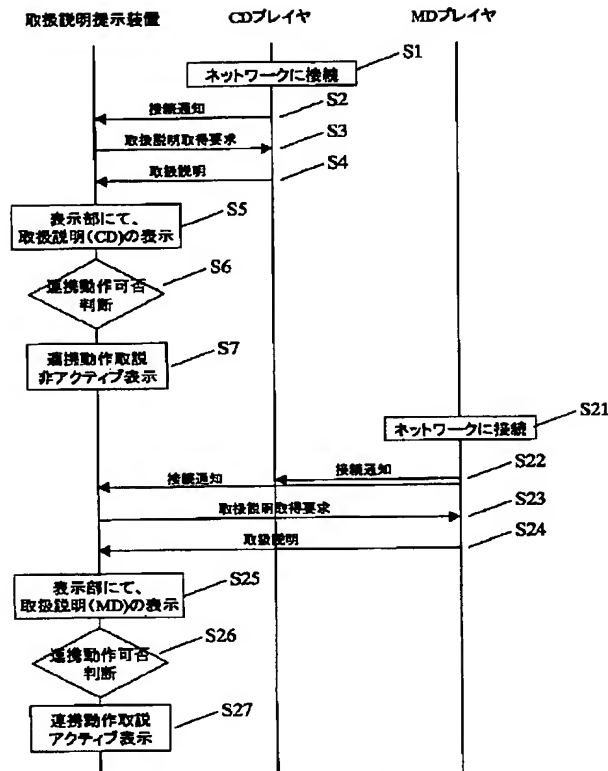 取扱説明提示装置
CDプレイヤ
MDプレイヤ
ネットワークに接続
S1
接続通知
S2
取扱説明取得要求
S3
取扱説明
S4
表示部にて、
取扱説明(CD)の表示
S5
連携動作可否
判断
S6
連携動作取説
非アクティブ表示
S7
ネットワークに接続
S21
接続通知
接続通知
S22
取扱説明取得要求
S23
取扱説明
S24
表示部にて、
取扱説明(MD)の表示
S25
連携動作可否
判断
S26
連携動作取説
アクティブ表示
S27